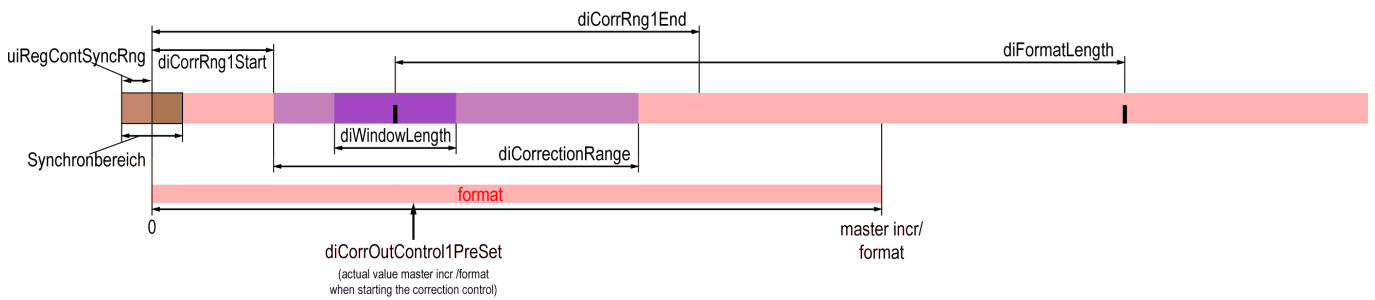 diCorrRng1End
uiRegContSyncRng
diCorrRng1Start
diFormatLength
diWindowLength
Synchronbereich
diCorrectionRange
format
0
master incr/
format
diCorrOutControl1PreSet
(actual value master incr /format
when starting the correction control)